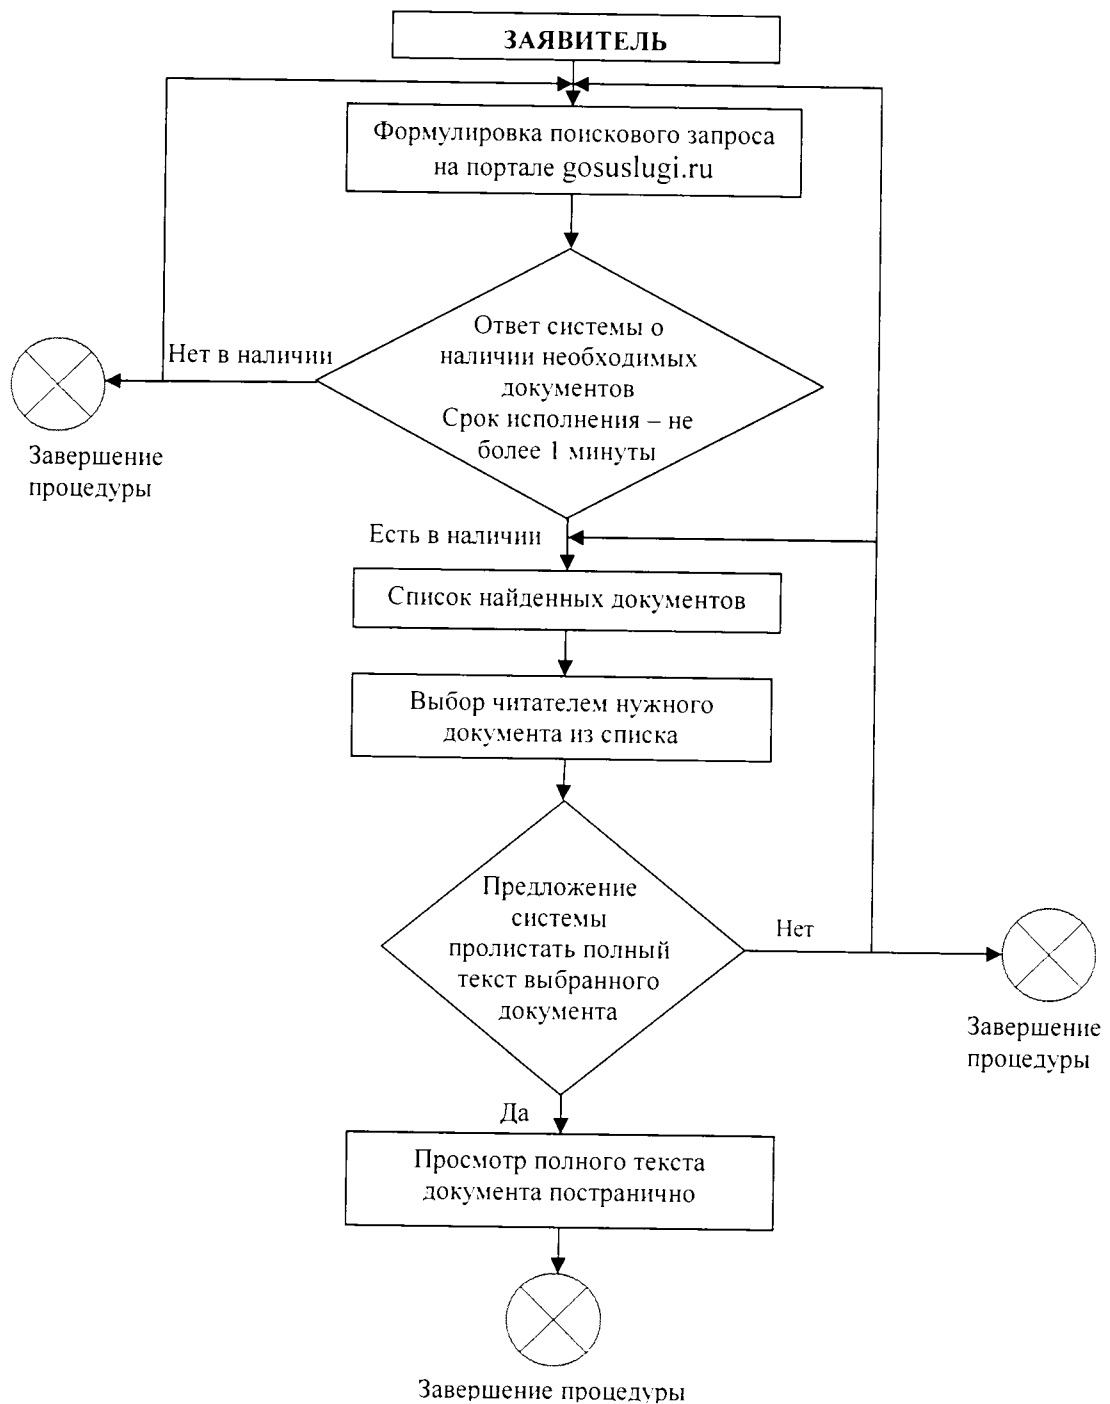 ЗАЯВИТЕЛЬ
Формулировка поискового запроса
на портале gosuslugi.ru
Ответ системы о
наличии необходимых
документов
Срок исполнения – не
более 1 минуты
Нет в наличии
Завершение
процедуры
Есть в наличии
Список найденных документов
Выбор читателем нужного
документа из списка
Предложение
системы
пролистать полный
текст выбранного
документа
Нет
Завершение
процедуры
Да
Просмотр полного текста
документа постранично
Завершение процедуры